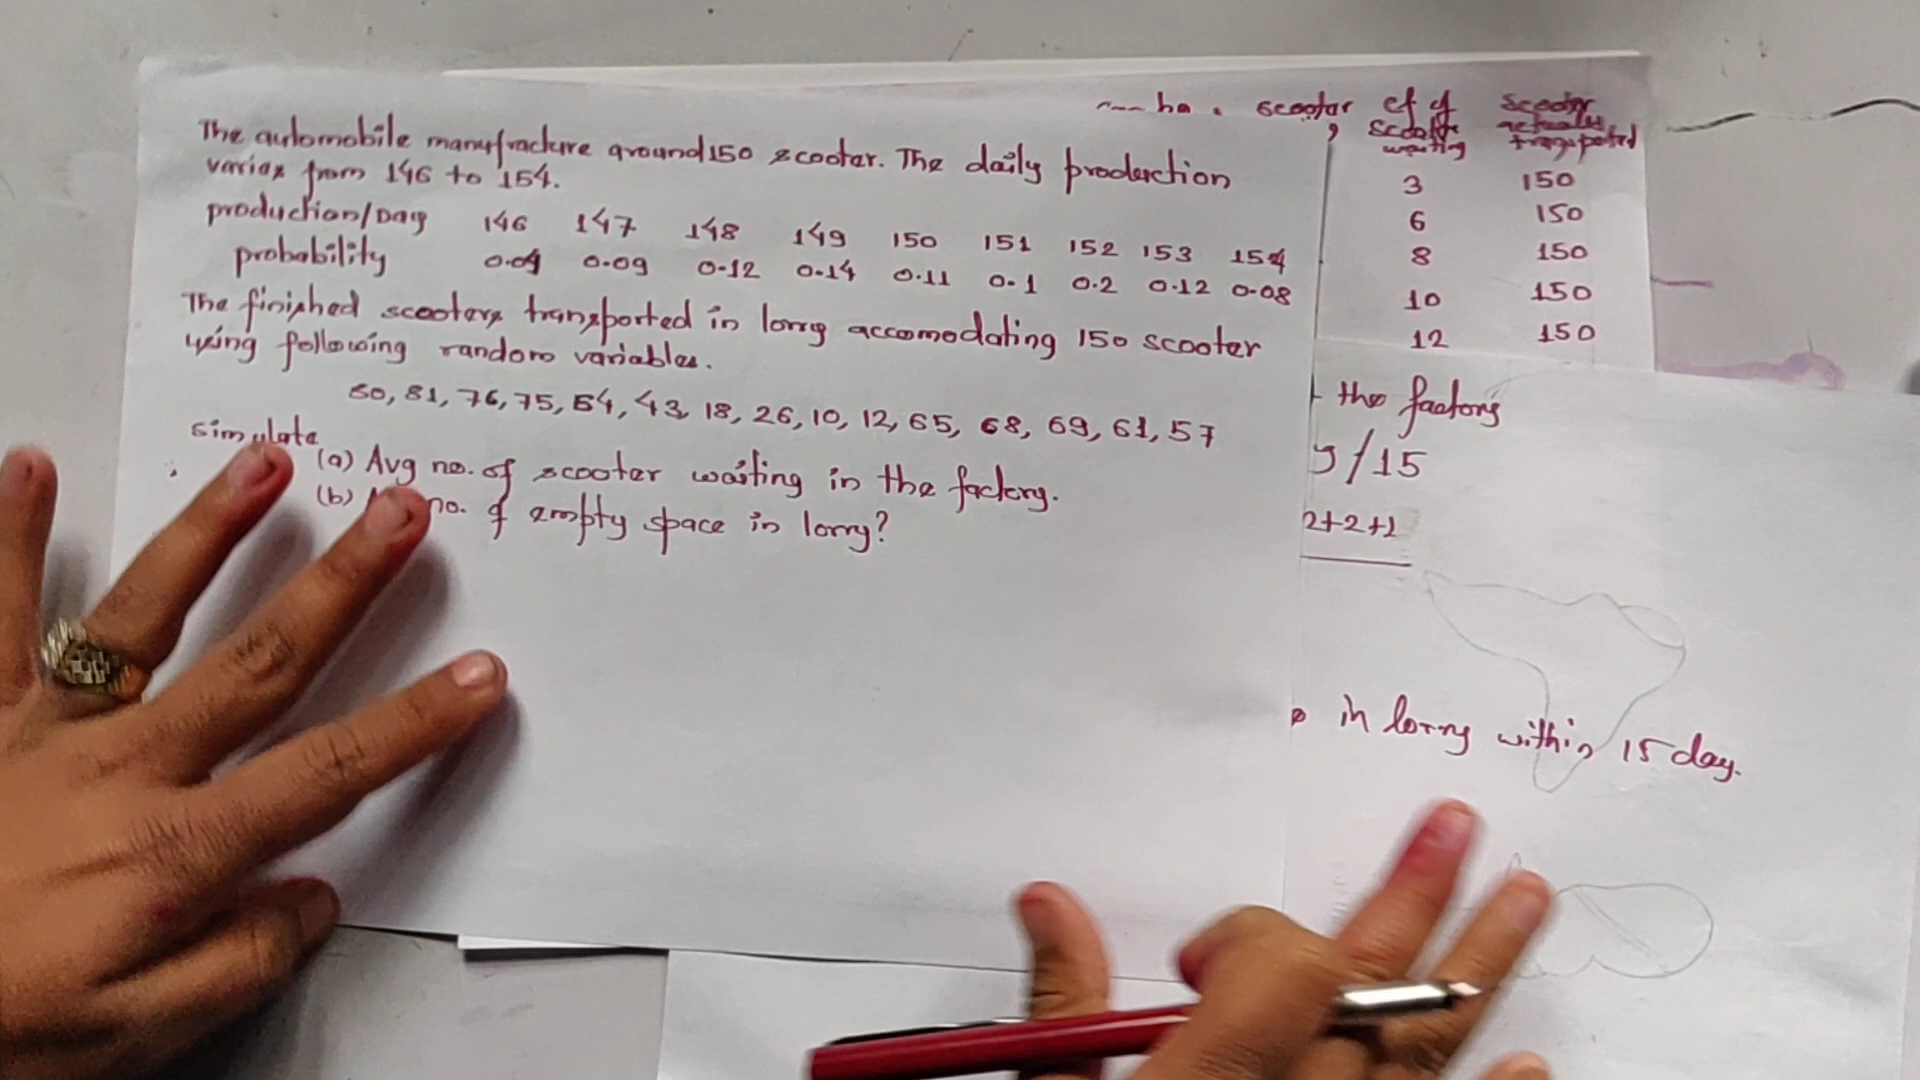 The automobile manufracture around 150 scooter. The daily production
varies from 146 to 154.
production/Day 146 147 148 149 150 151 152 153 154
probability 0.04 0.09 0.12 0.14 0.11 0.1 0.2 0.12 0.08
The finished scooters transported in lorry accomodating 150 scooter
using following random variables.
80, 81, 76, 75, 64, 43, 18, 26, 10, 12, 65, 68, 69, 61, 57
simulate
(a) Avg no. of scooter waiting in the factory.
(b) no. of empty space in lorry?
scooter cf of scooter
scooter actually
waiting transpoted
3 150
6 150
8 150
10 150
12 150
the factory
/15
2+2+1
in lorry within 15 day.